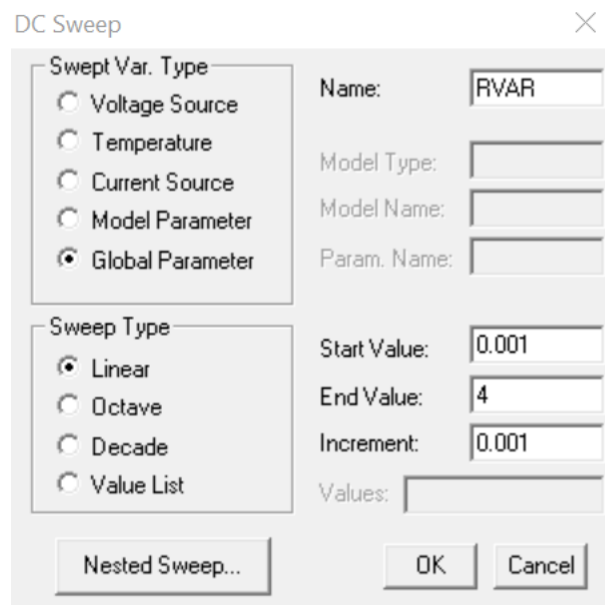 DC Sweep
Swept Var. Type
Voltage Source
Temperature
Current Source
Model Parameter
Global Parameter
Name: RVAR
Model Type:
Model Name:
Param. Name:
Sweep Type
Linear
Octave
Decade
Value List
Start Value: 0.001
End Value: 4
Increment: 0.001
Values:
Nested Sweep...
OK
Cancel